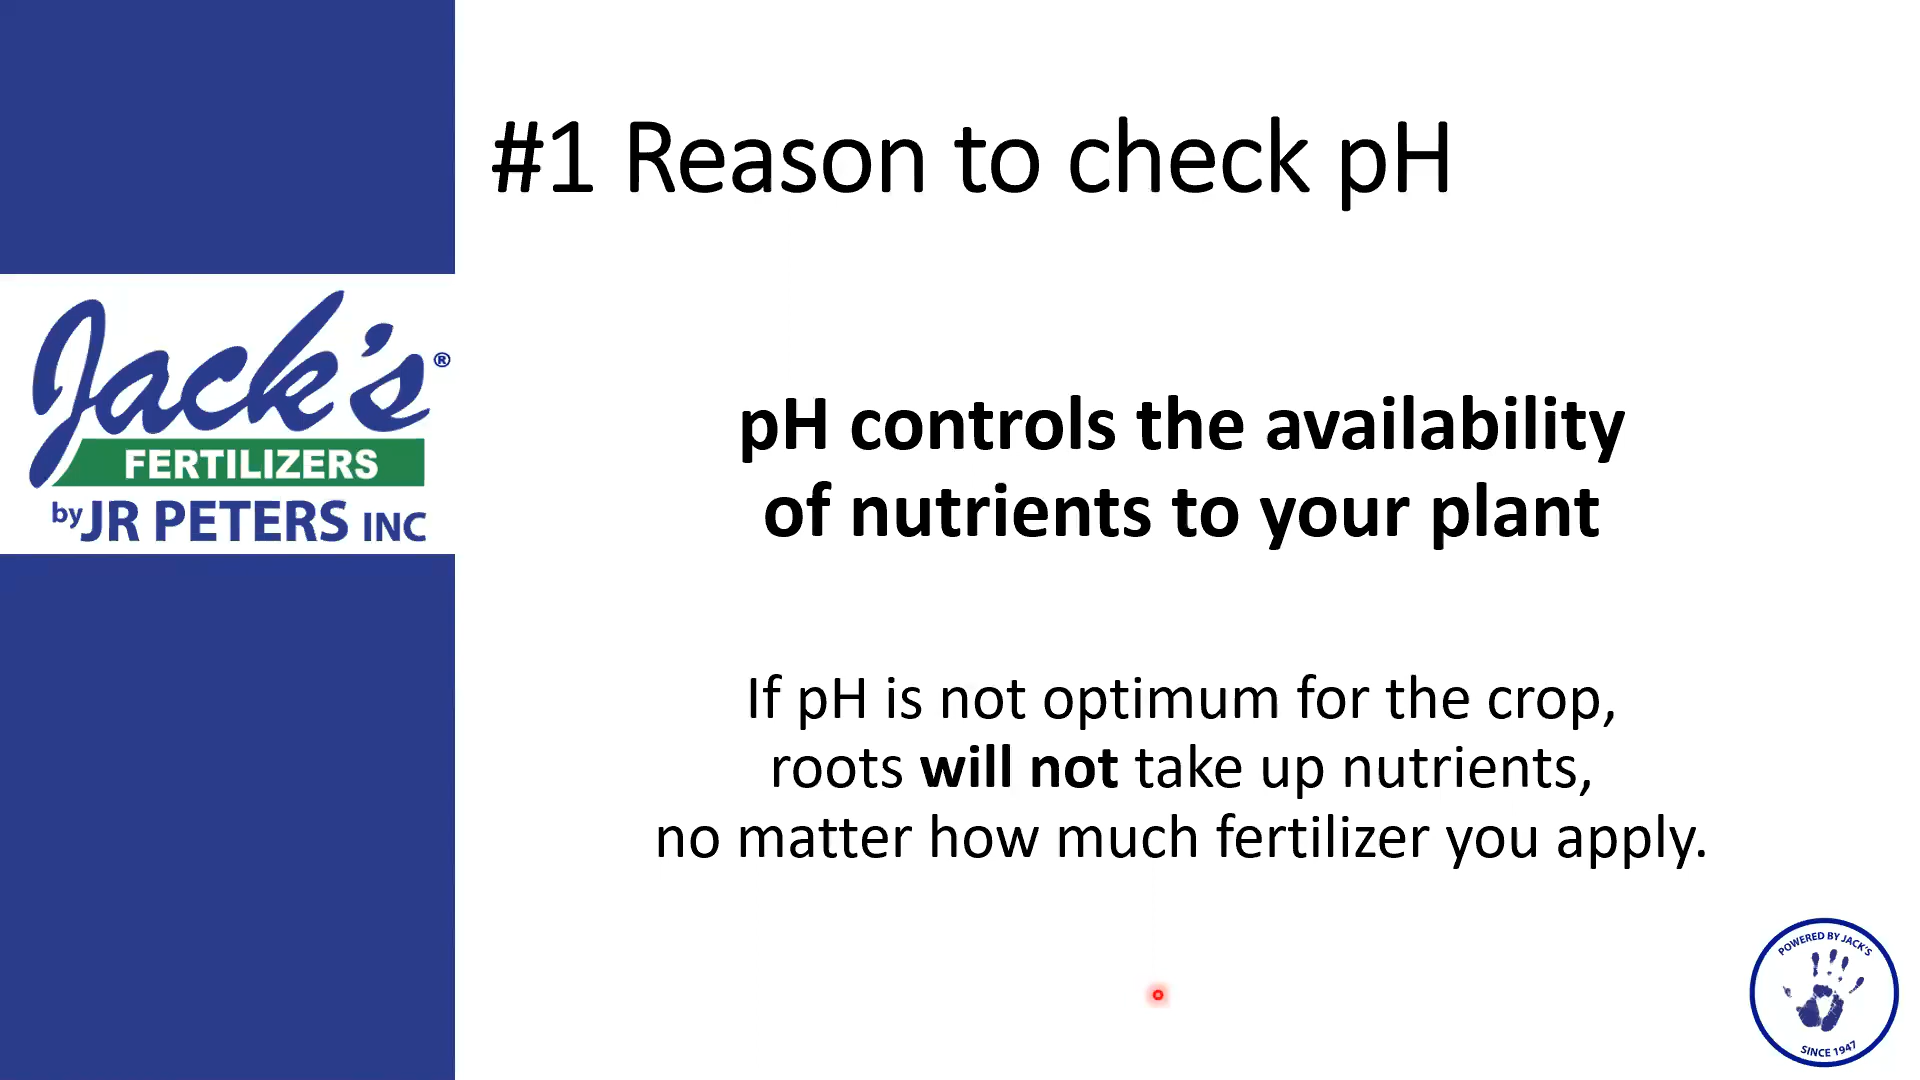 #1 Reason to check pH
Jack's®
FERTILIZERS
by JR PETERS INC
pH controls the availability
of nutrients to your plant
If pH is not optimum for the crop,
roots will not take up nutrients,
no matter how much fertilizer you apply.
POWERED BY JACK'S
SINCE 1947